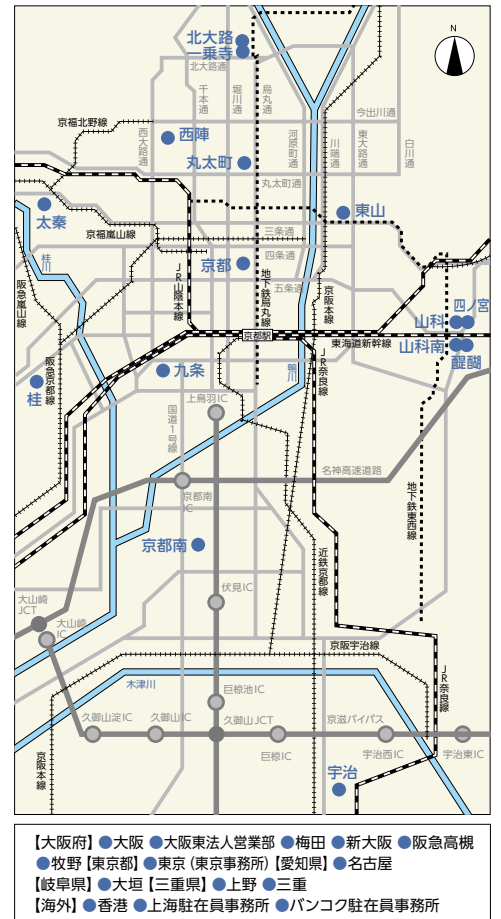 N
北大路
一乗寺
北大路通
千本通
堀川通
烏丸通
今出川通
京福北野線
西大路通
西陣
河原町通
川端通
東大路通
白川通
丸太町
丸太町通
太秦
東山
京福嵐山線
三条通
桂川
京都
四条通
阪急嵐山線
JR山陰本線
地下鉄烏丸線
五条通
京阪本線
四ノ宮
山科
京都駅
東海道新幹線
山科南
醍醐
阪急京都線
桂
九条
鴨川
JR奈良線
上鳥羽IC
国道1号線
名神高速道路
京都南IC
地下鉄東西線
京都南
近鉄京都線
大山崎JCT
伏見IC
大山崎IC
京阪宇治線
木津川
巨椋池IC
JR奈良線
久御山淀IC
久御山IC
久御山JCT
京滋バイパス
京阪本線
巨椋IC
宇治西IC
宇治東IC
宇治
【大阪府】●大阪 ●大阪東法人営業部 ●梅田 ●新大阪 ●阪急高槻
●牧野【東京都】●東京(東京事務所)【愛知県】●名古屋
【岐阜県】●大垣【三重県】●上野 ●三重
【海外】●香港 ●上海駐在員事務所 ●バンコク駐在員事務所